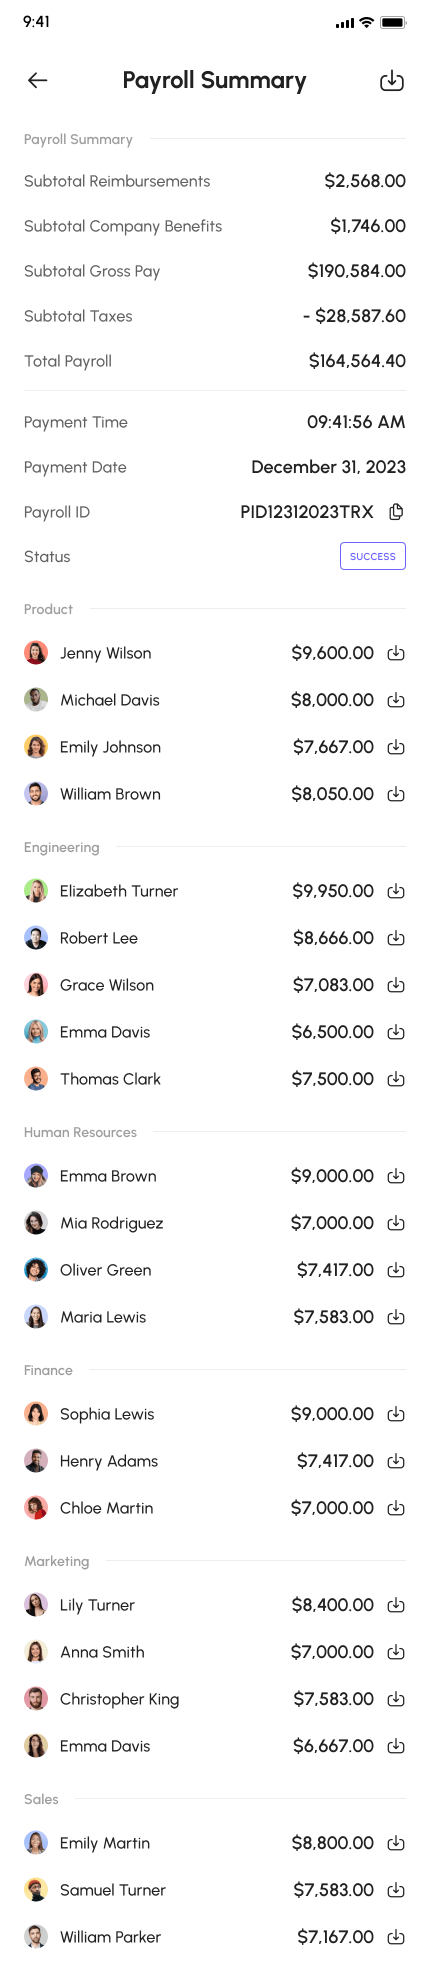 9:41
Payroll Summary
Payroll Summary
Subtotal Reimbursements $2,568.00
Subtotal Company Benefits $1,746.00
Subtotal Gross Pay $190,584.00
Subtotal Taxes - $28,587.60
Total Payroll $164,564.40
Payment Time 09:41:56 AM
Payment Date December 31, 2023
Payroll ID PID12312023TRX
Status SUCCESS
Product
Jenny Wilson $9,600.00
Michael Davis $8,000.00
Emily Johnson $7,667.00
William Brown $8,050.00
Engineering
Elizabeth Turner $9,950.00
Robert Lee $8,666.00
Grace Wilson $7,083.00
Emma Davis $6,500.00
Thomas Clark $7,500.00
Human Resources
Emma Brown $9,000.00
Mia Rodriguez $7,000.00
Oliver Green $7,417.00
Maria Lewis $7,583.00
Finance
Sophia Lewis $9,000.00
Henry Adams $7,417.00
Chloe Martin $7,000.00
Marketing
Lily Turner $8,400.00
Anna Smith $7,000.00
Christopher King $7,583.00
Emma Davis $6,667.00
Sales
Emily Martin $8,800.00
Samuel Turner $7,583.00
William Parker $7,167.00